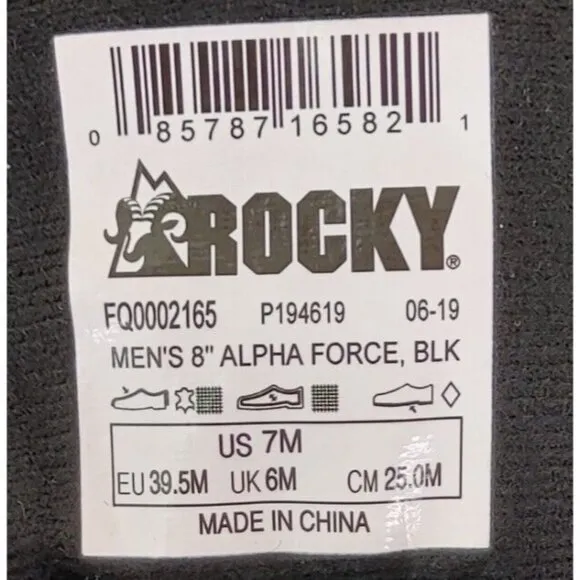 0 85787 16582 1
ROCKY®
FQ0002165 P194619 06-19
MEN'S 8" ALPHA FORCE, BLK
US 7M
EU 39.5M UK 6M CM 25.0M
MADE IN CHINA